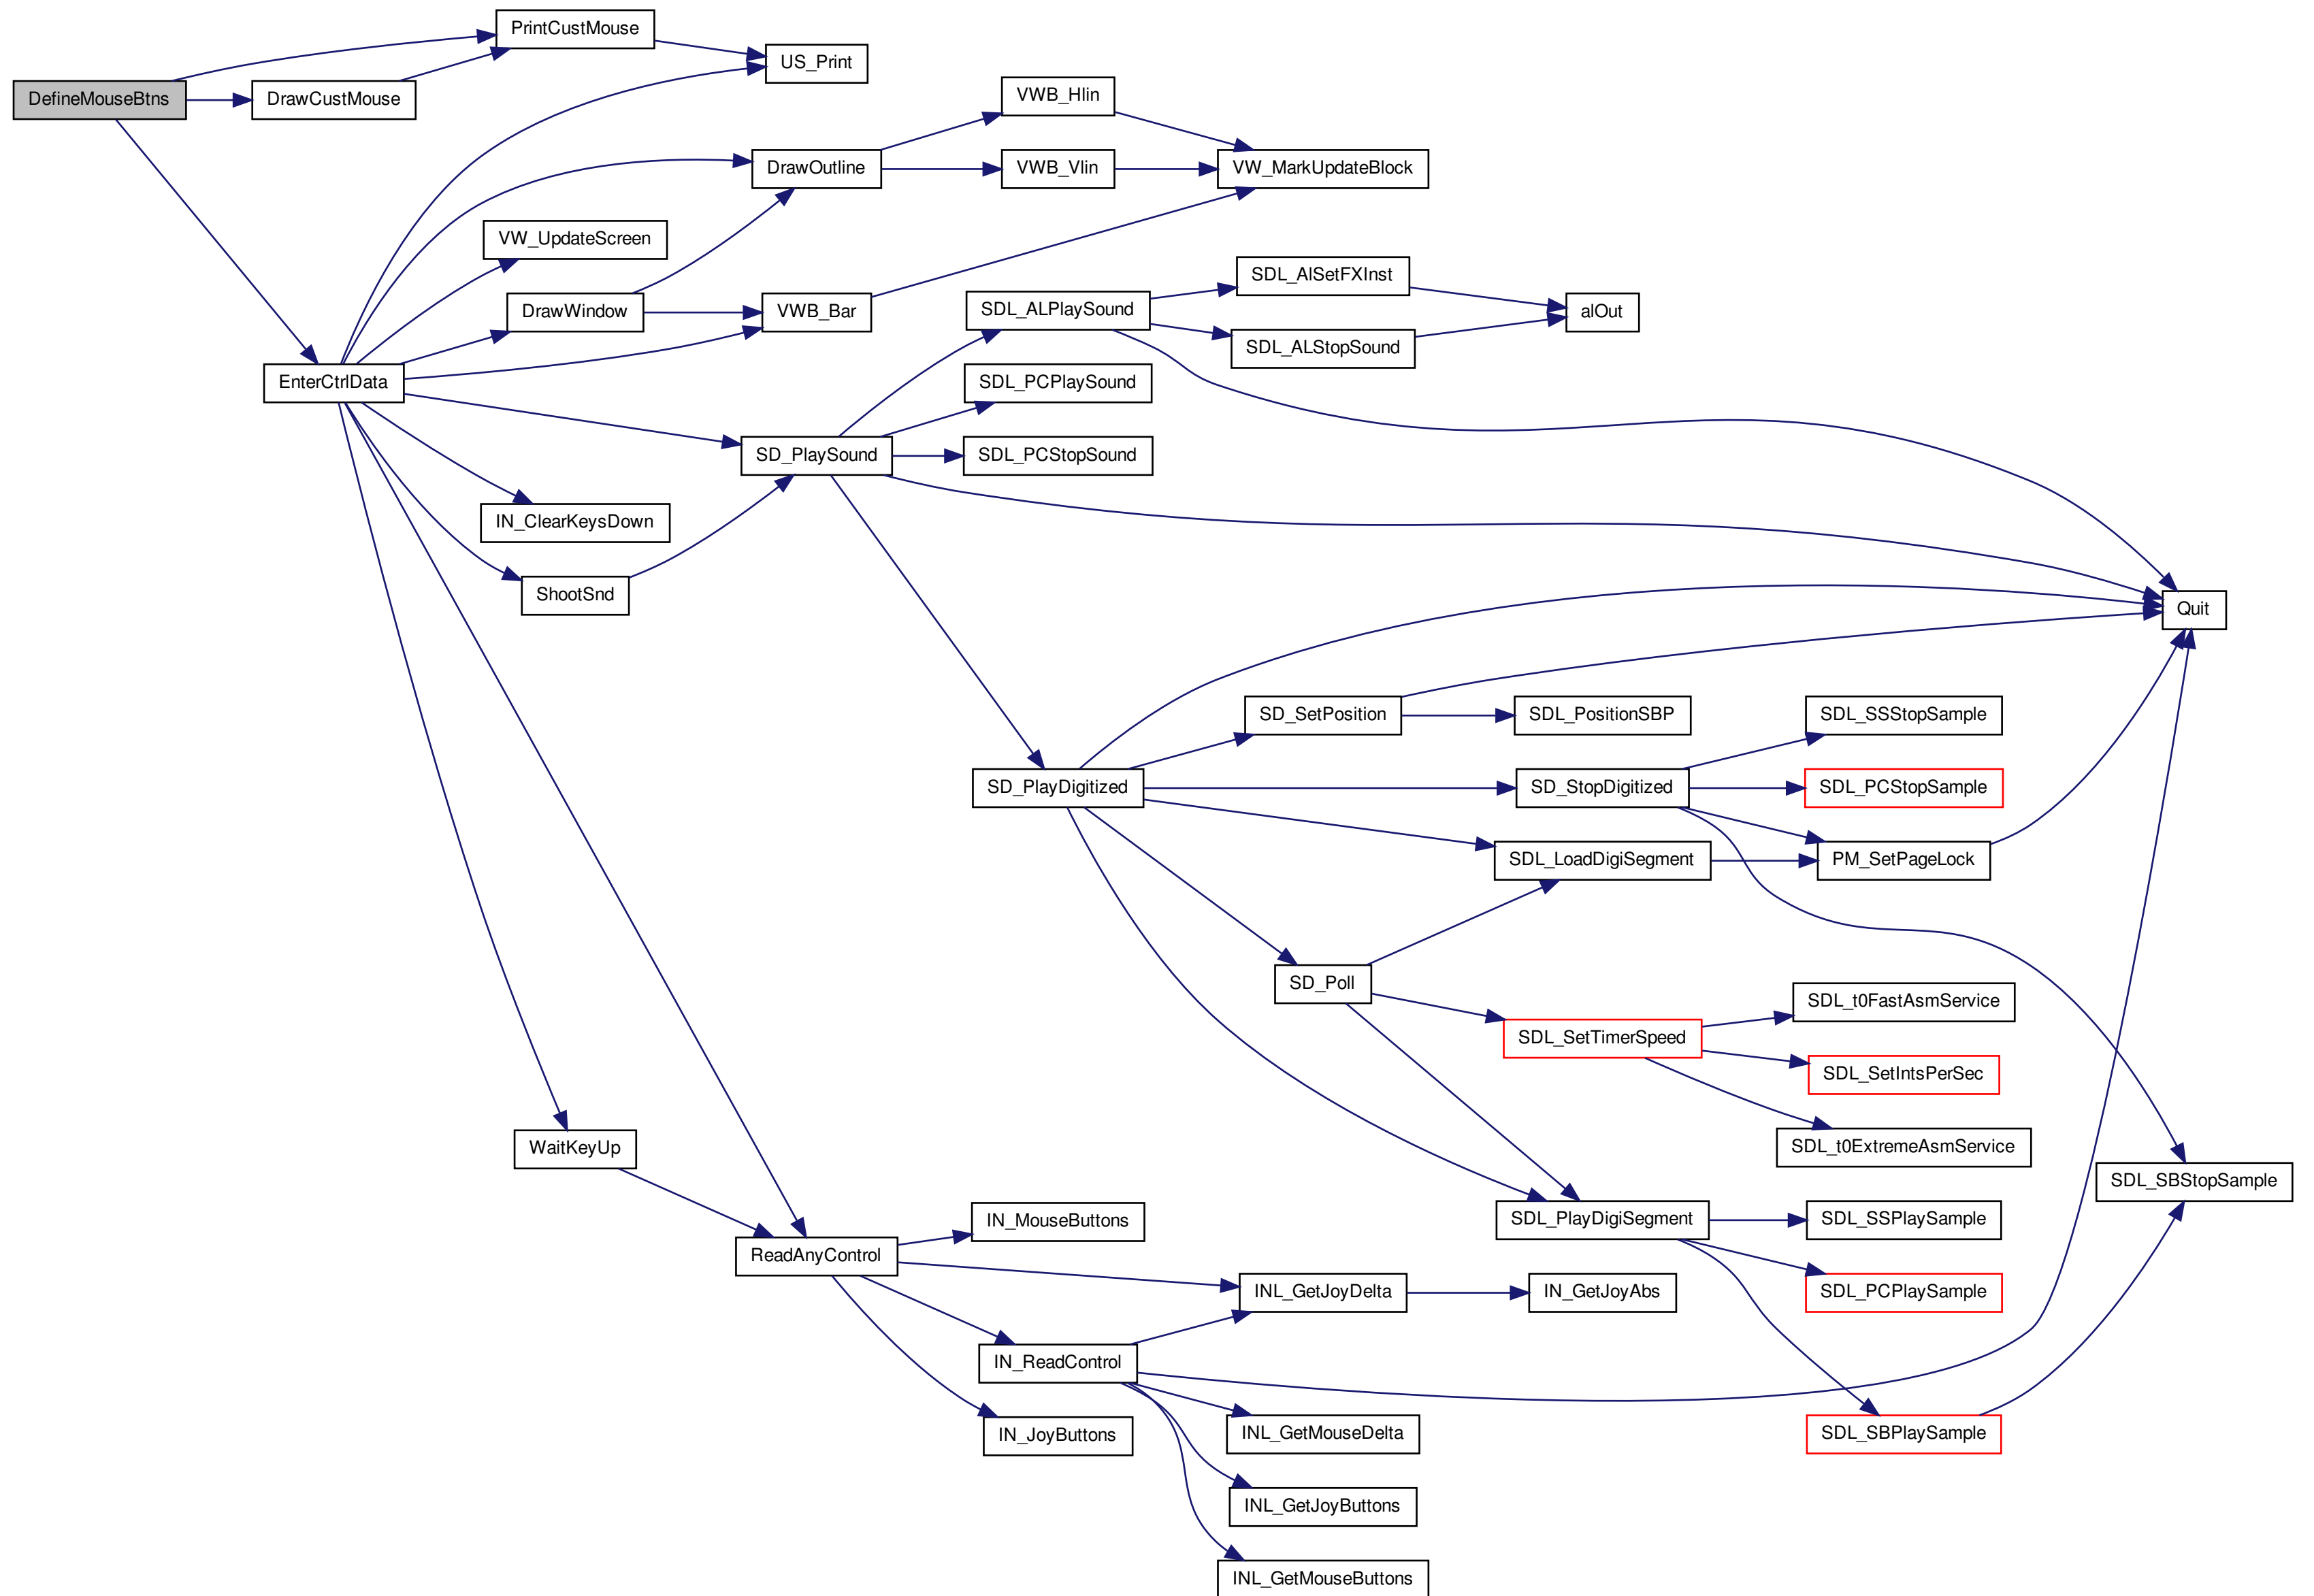 PrintCustMouse
US_Print
DefineMouseBtns
DrawCustMouse
VWB_Hlin
DrawOutline
VWB_Vlin
VW_MarkUpdateBlock
VW_UpdateScreen
SDL_AlSetFXInst
DrawWindow
VWB_Bar
SDL_ALPlaySound
alOut
SDL_ALStopSound
EnterCtrlData
SDL_PCPlaySound
SD_PlaySound
SDL_PCStopSound
IN_ClearKeysDown
ShootSnd
Quit
SD_SetPosition
SDL_PositionSBP
SDL_SSStopSample
SD_PlayDigitized
SD_StopDigitized
SDL_PCStopSample
SDL_LoadDigiSegment
PM_SetPageLock
SD_Poll
SDL_t0FastAsmService
SDL_SetTimerSpeed
SDL_SetIntsPerSec
WaitKeyUp
SDL_t0ExtremeAsmService
SDL_SBStopSample
IN_MouseButtons
SDL_PlayDigiSegment
SDL_SSPlaySample
ReadAnyControl
INL_GetJoyDelta
IN_GetJoyAbs
SDL_PCPlaySample
IN_ReadControl
IN_JoyButtons
INL_GetMouseDelta
SDL_SBPlaySample
INL_GetJoyButtons
INL_GetMouseButtons